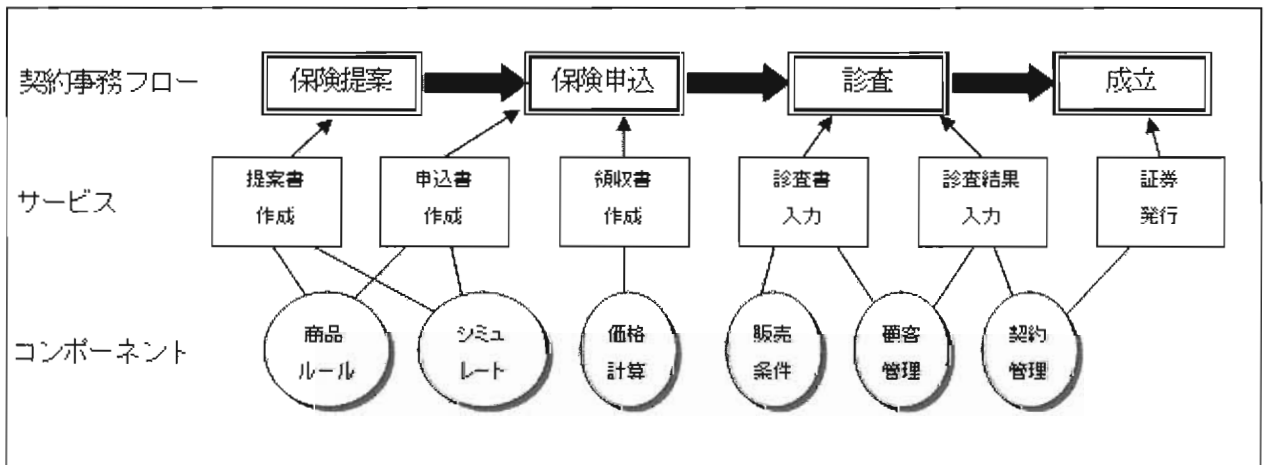 契約事務フロー
保険提案
保険申込
診査
成立
サービス
提案書
作成
申込書
作成
領収書
作成
診査書
入力
診査結果
入力
証券
発行
コンポーネント
商品
ルール
シミュ
レート
価格
計算
販売
条件
顧客
管理
契約
管理